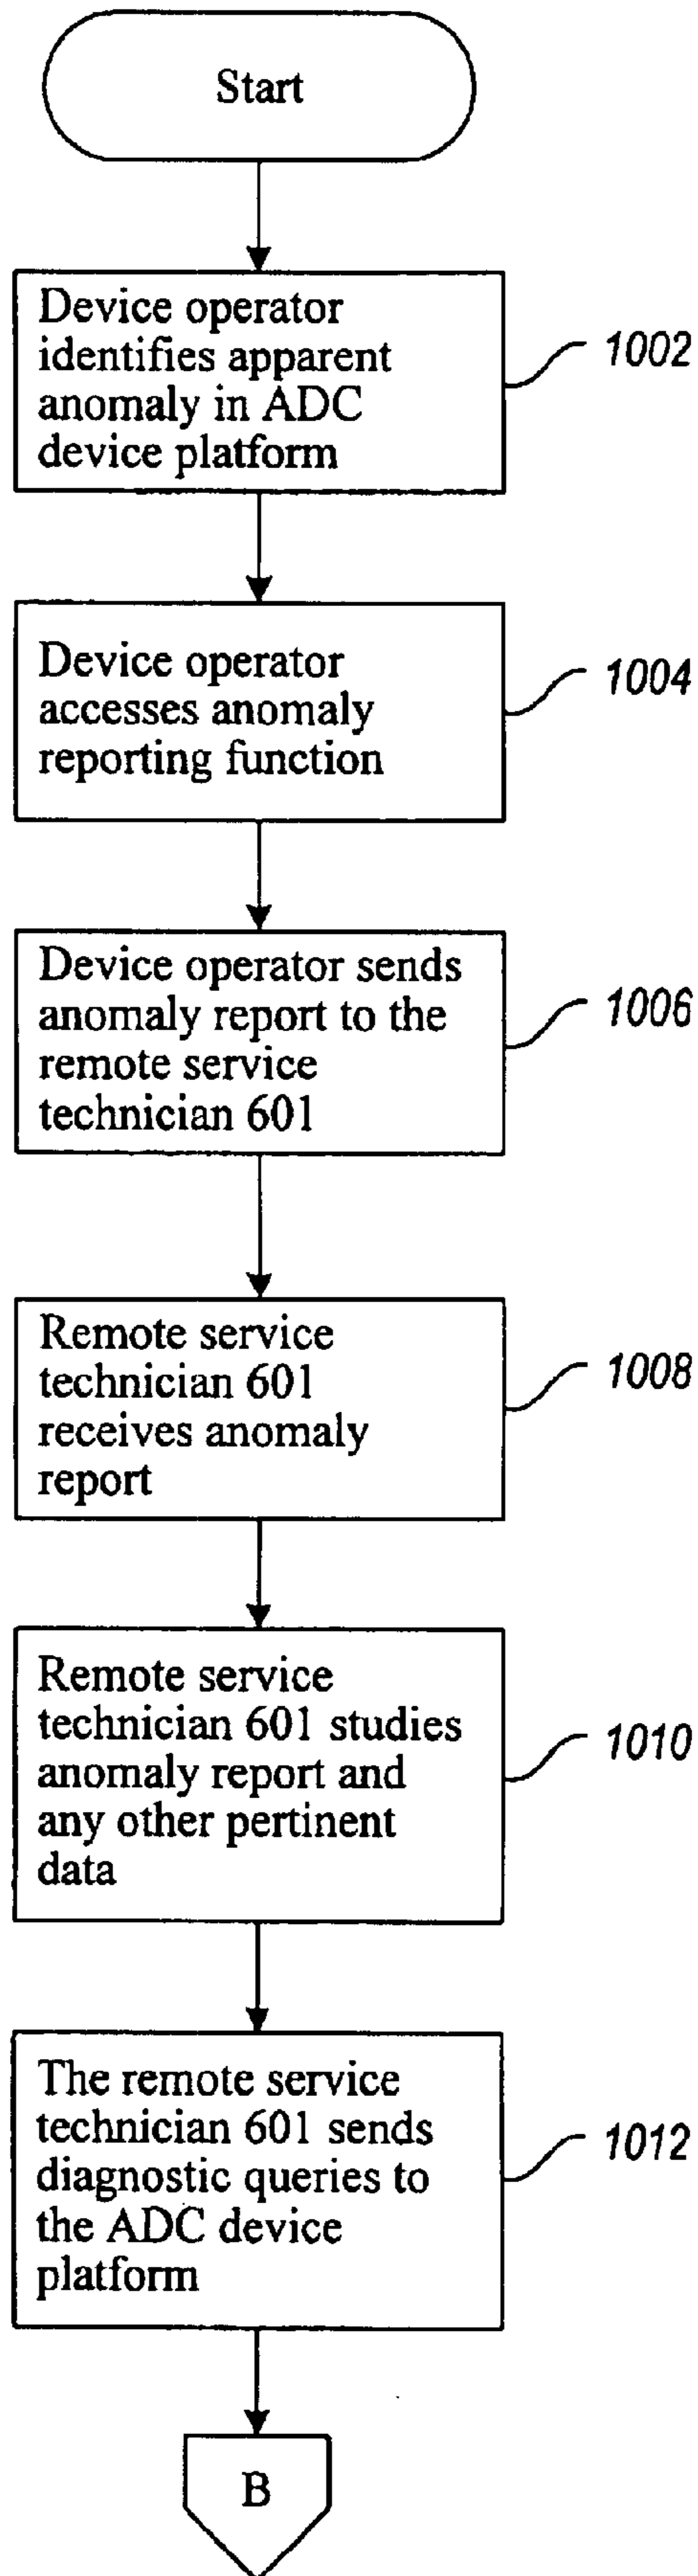 Start
Device operator
identifies apparent
anomaly in ADC
device platform
1002
Device operator
accesses anomaly
reporting function
1004
Device operator sends
anomaly report to the
remote service
technician 601
1006
Remote service
technician 601
receives anomaly
report
1008
Remote service
technician 601 studies
anomaly report and
any other pertinent
data
1010
The remote service
technician 601 sends
diagnostic queries to
the ADC device
platform
1012
B